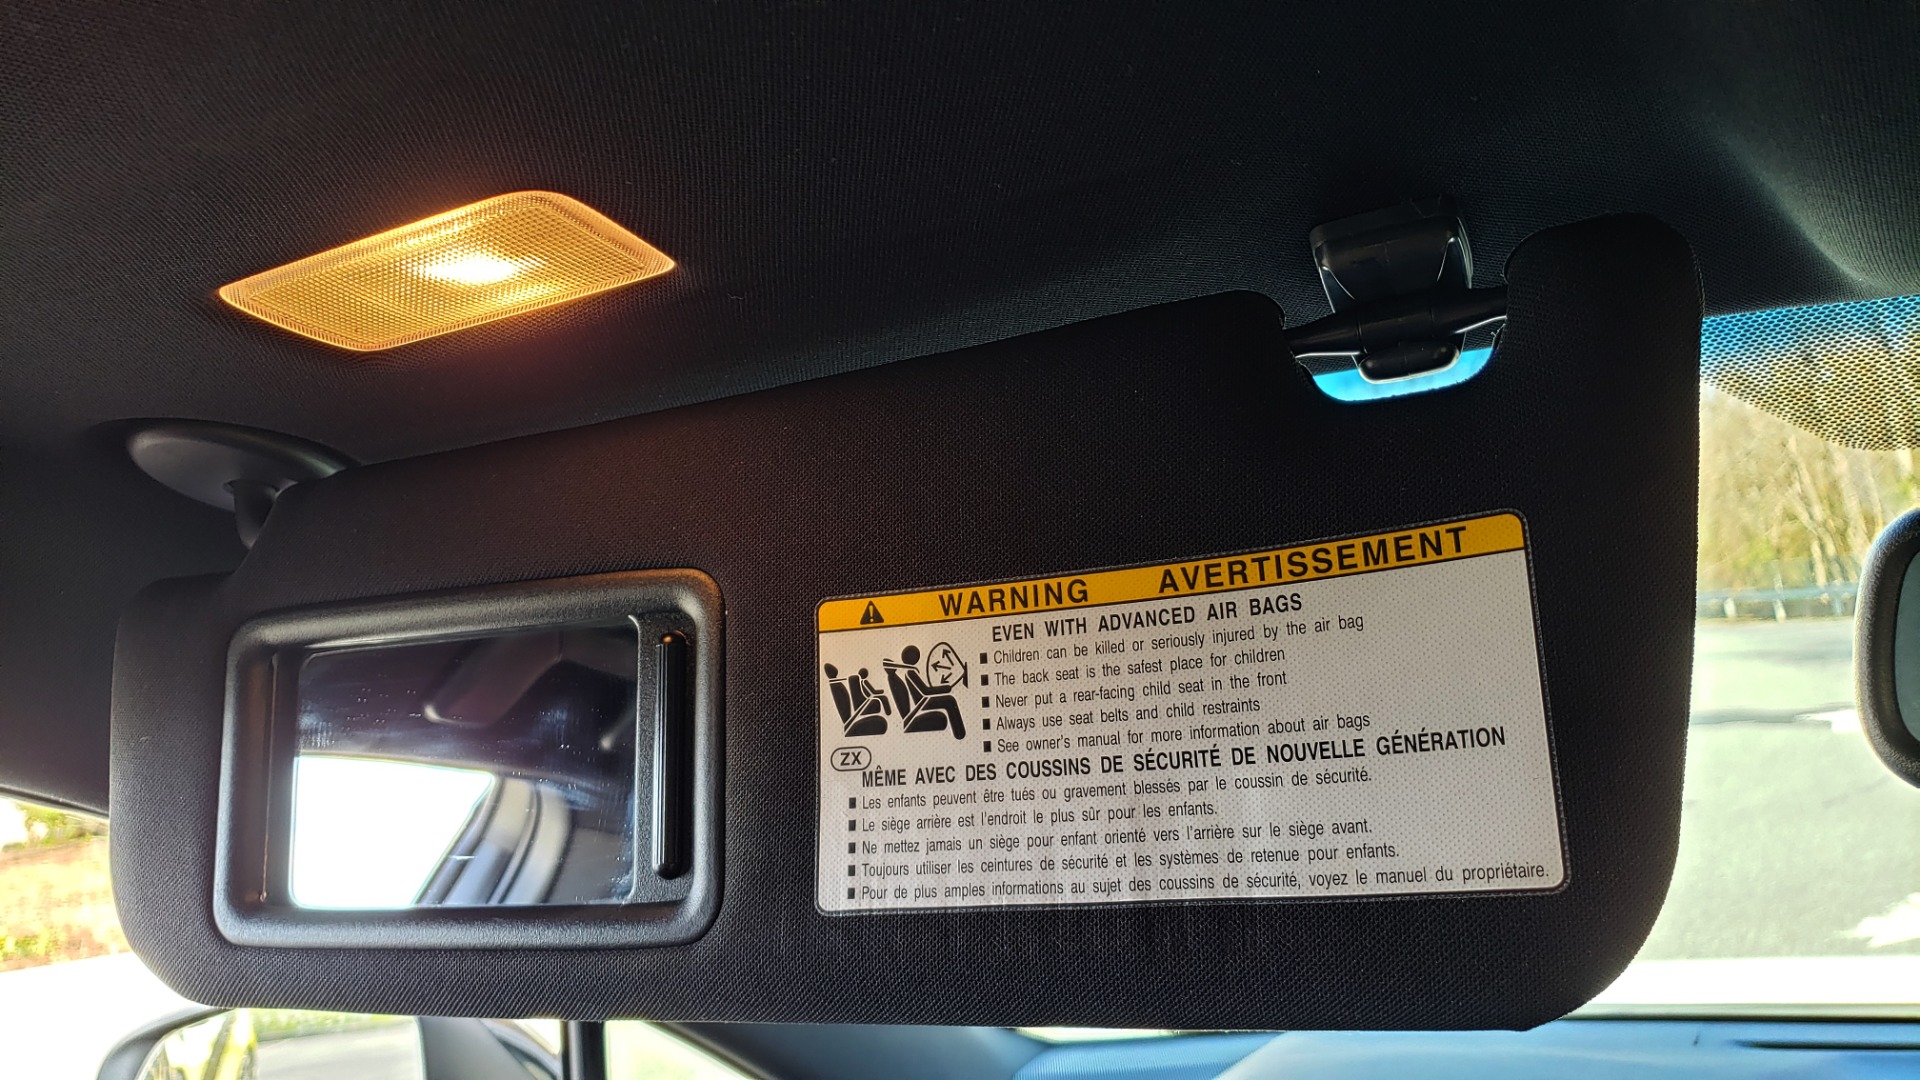 WARNING AVERTISSEMENT
EVEN WITH ADVANCED AIR BAGS
■ Children can be killed or seriously injured by the air bag
■ The back seat is the safest place for children
■ Never put a rear-facing child seat in the front
■ Always use seat belts and child restraints
■ See owner's manual for more information about air bags
ZX
MÊME AVEC DES COUSSINS DE SÉCURITÉ DE NOUVELLE GÉNÉRATION
■ Les enfants peuvent être tués ou gravement blessés par le coussin de sécurité.
■ Le siège arrière est l'endroit le plus sûr pour les enfants.
■ Ne mettez jamais un siège pour enfant orienté vers l'arrière sur le siège avant.
■ Toujours utiliser les ceintures de sécurité et les systèmes de retenue pour enfants.
■ Pour de plus amples informations au sujet des coussins de sécurité, voyez le manuel du propriétaire.